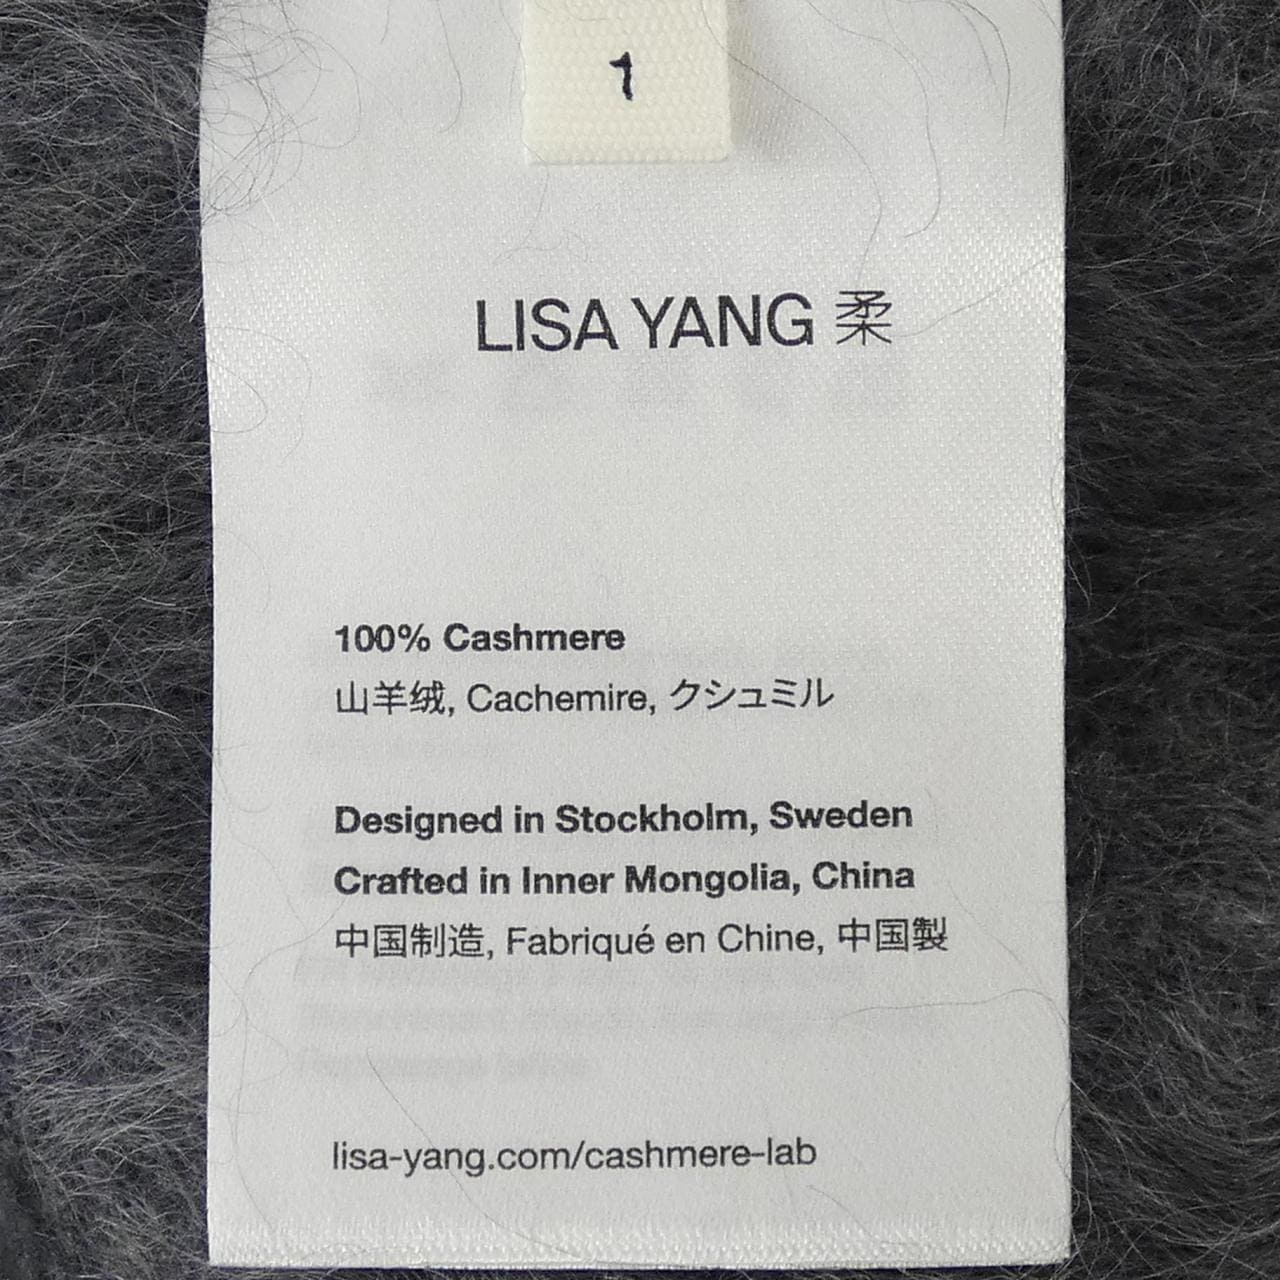 1
LISA YANG 柔
100% Cashmere
山羊绒, Cachemire, クシュミル
Designed in Stockholm, Sweden
Crafted in Inner Mongolia, China
中国制造, Fabriqué en Chine, 中国製
lisa-yang.com/cashmere-lab